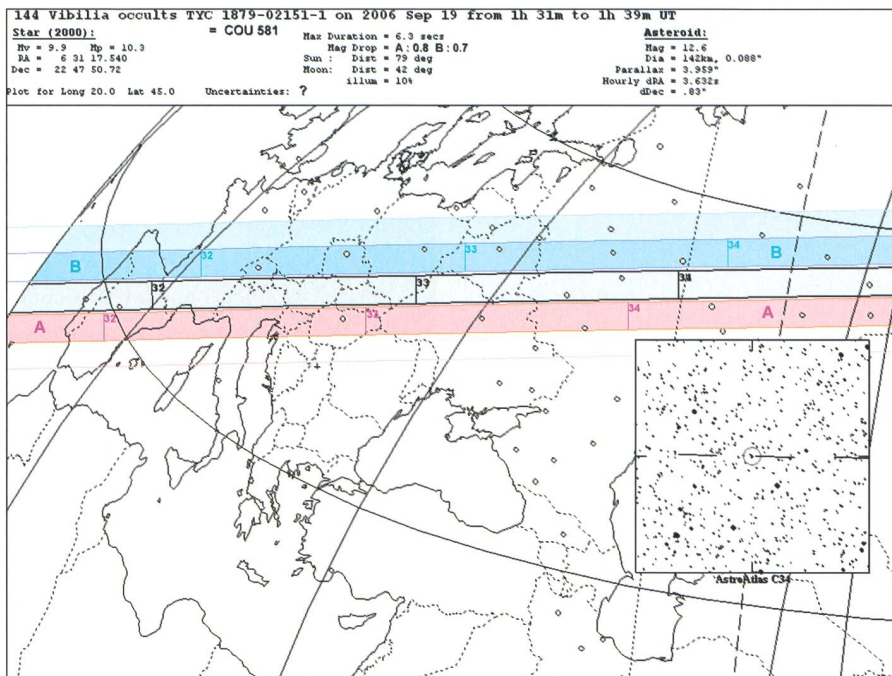 144 Vibilia occults TYC 1879-02151-1 on 2006 Sep 19 from 1h 31m to 1h 39m UT
Star (2000): = COU 581
Mv = 9.9 Mp = 10.3
RA = 6 31 17.540
Dec = 22 47 50.72
Max Duration = 6.3 secs
Mag Drop = A : 0.8 B : 0.7
Sun : Dist = 79 deg
Moon: Dist = 42 deg
illum = 10%
Asteroid:
Mag = 12.6
Dia = 142km, 0.088"
Parallax = 3.959"
Hourly dRA = 3.632s
dDec = .83"
Plot for Long 20.0 Lat 45.0 Uncertainties: ?
B 32 33 34 B
32 33 34
A 32 33 34 A
AstroAtlas C34